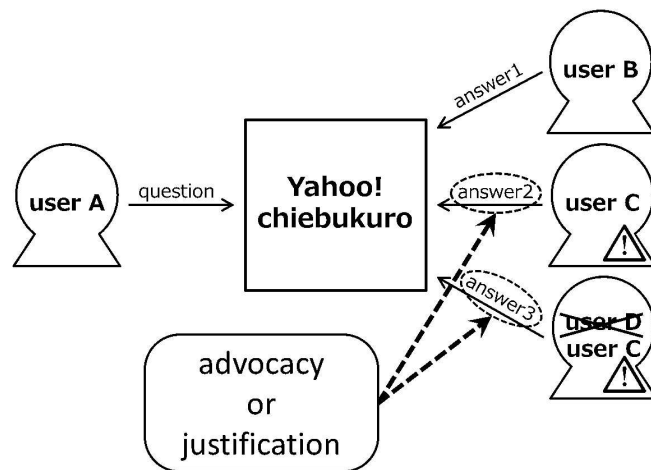 user B
answer1
Yahoo!
chiebukuro
user A
question
answer2
user C
!
answer3
user D
user C
!
advocacy
or
justification